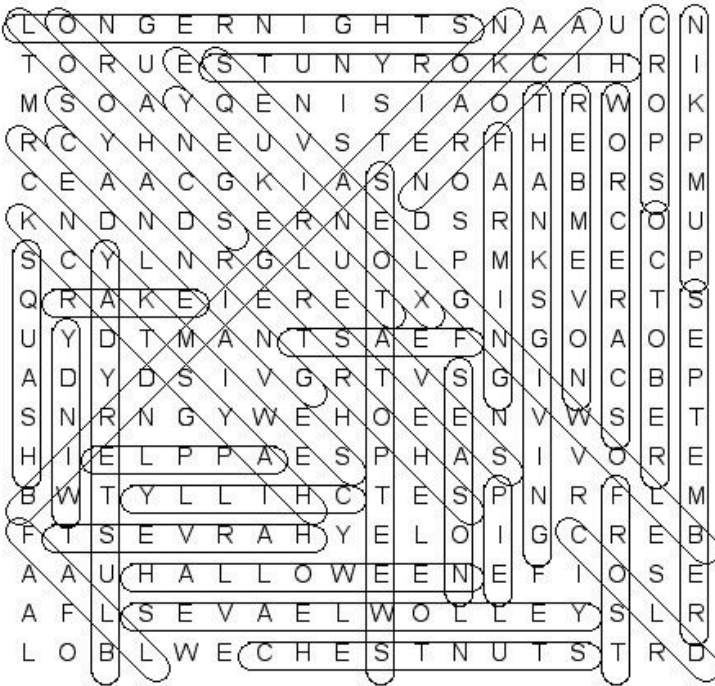 L O N G E R N I G H T S N A A U C N
T O R U E S T U N Y R O K C I H R I
M S O A Y Q E N I S I A O T R W O K
R C Y H N E U V S T E R F H E O P P
C E A A C G K I A S N O A A B R S M
K N D N D S E R N E D S R N M C O U
S C Y L N R G L U O L P M K E E C P
Q R A K E I E R E T X G I S V R T S
U Y D T M A N T S A E F N G O A O E
A D Y D S I V G R T V S G I N C B P
S N R N G Y W E H O E E N V W S E T
H I E L P P A E S P H A S I V O R E
B W T Y L L I H C T E S P N R F L M
F T S E V R A H Y E L O I G C R E B
A A U H A L L O W E E N E F I O S E
A F L S E V A E L W O L L E Y S L R
L O B L W E C H E S T N U T S T R D